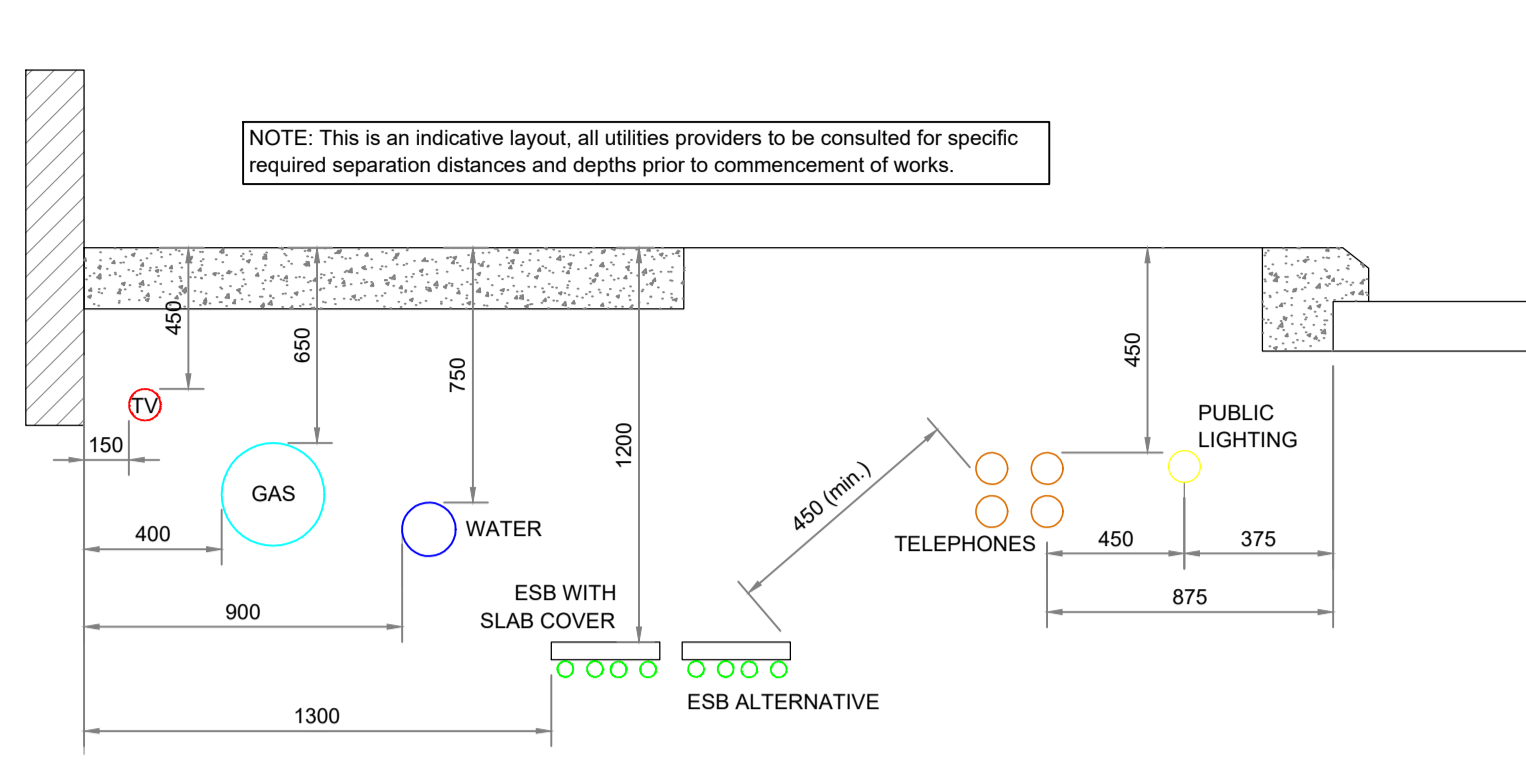 NOTE: This is an indicative layout, all utilities providers to be consulted for specific
required separation distances and depths prior to commencement of works.
450
650
750
1200
450
TV
150
GAS
400
WATER
900
ESB WITH
SLAB COVER
1300
ESB ALTERNATIVE
450 (min.)
TELEPHONES
PUBLIC
LIGHTING
450
375
875